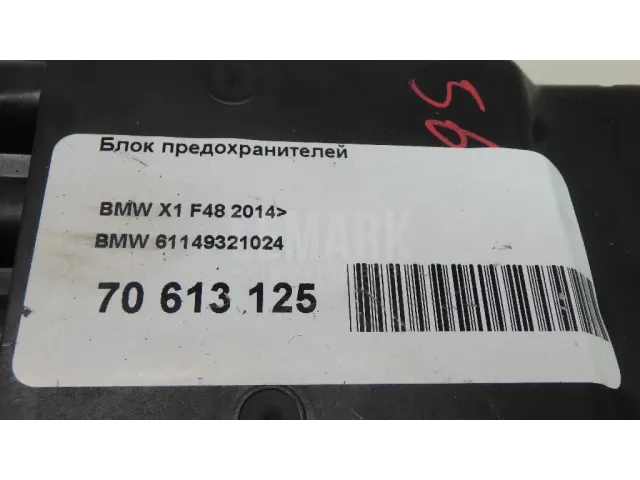 Блок предохранителей
BMW X1 F48 2014>
BMW 61149321024
70 613 125